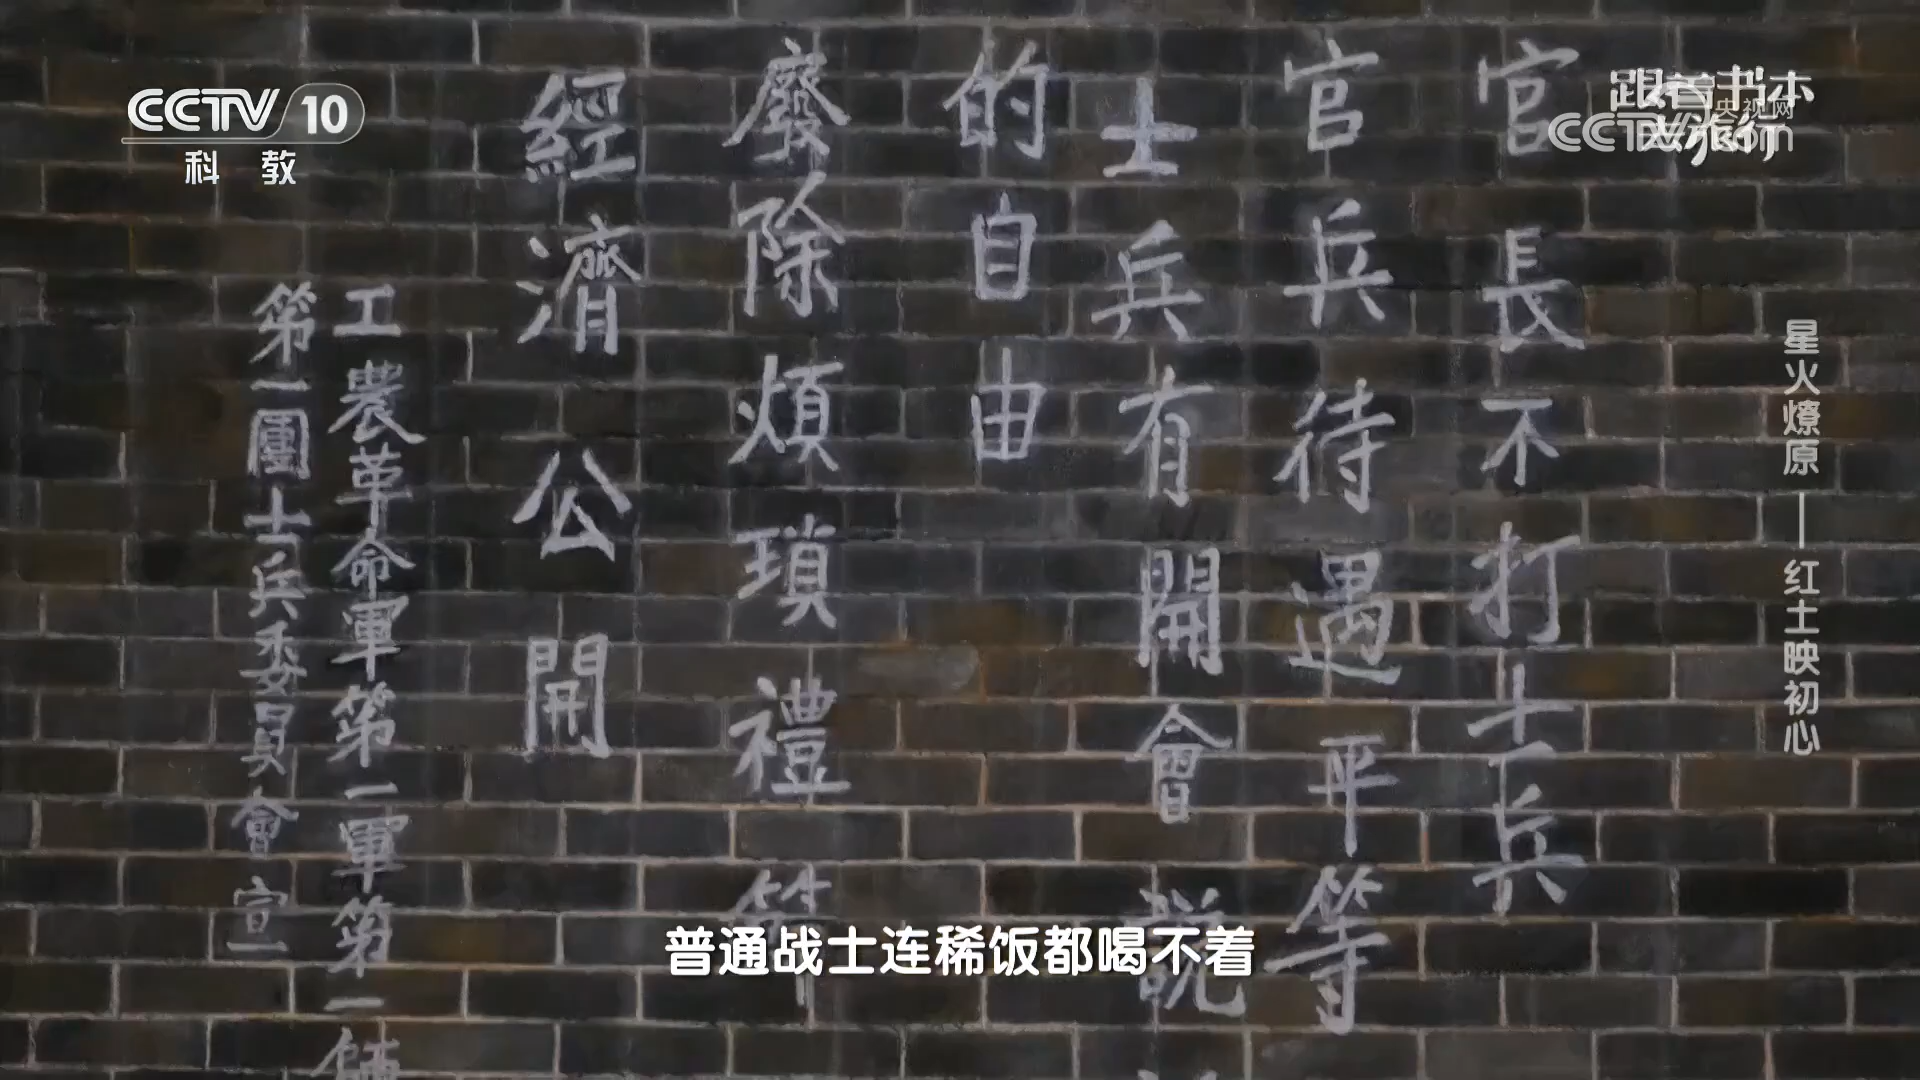 CCTV 10
科 教
跟着书本
去旅行
央视网
CCTV.com
星火燎原——红土映初心
官長不打士兵
官兵待遇平等
士兵有開會説
的自由
廢除煩瑣禮節
經濟公開
工農革命軍第一軍第一師
第一團士兵委員會宣
普通战士连稀饭都喝不着